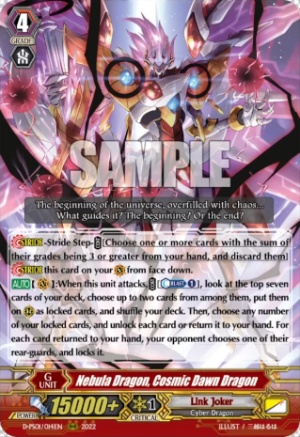 4
GRADE
SAMPLE
The beginning of the universe, overfilled with chaos...
What guides it? The beginning? Or the end?
STRIDE -Stride Step- [Choose one or more cards with the sum of
their grades being 3 or greater from your hand, and discard them]
STRIDE this card on your from face down.
AUTO [ ]:When this unit attacks, [ BLAST 1], look at the top seven
cards of your deck, choose up to two cards from among them, put them
on as locked cards, and shuffle your deck. Then, choose any number
of your locked cards, and unlock each card or return it to your hand. For
each card returned to your hand, your opponent chooses one of their
rear-guards, and locks it.
G
UNIT
Nebula Dragon, Cosmic Dawn Dragon
POWER
15000+
1
CRITICAL
Link Joker
Cyber Dragon
D-PS01/014EN
2022
ILLUST /